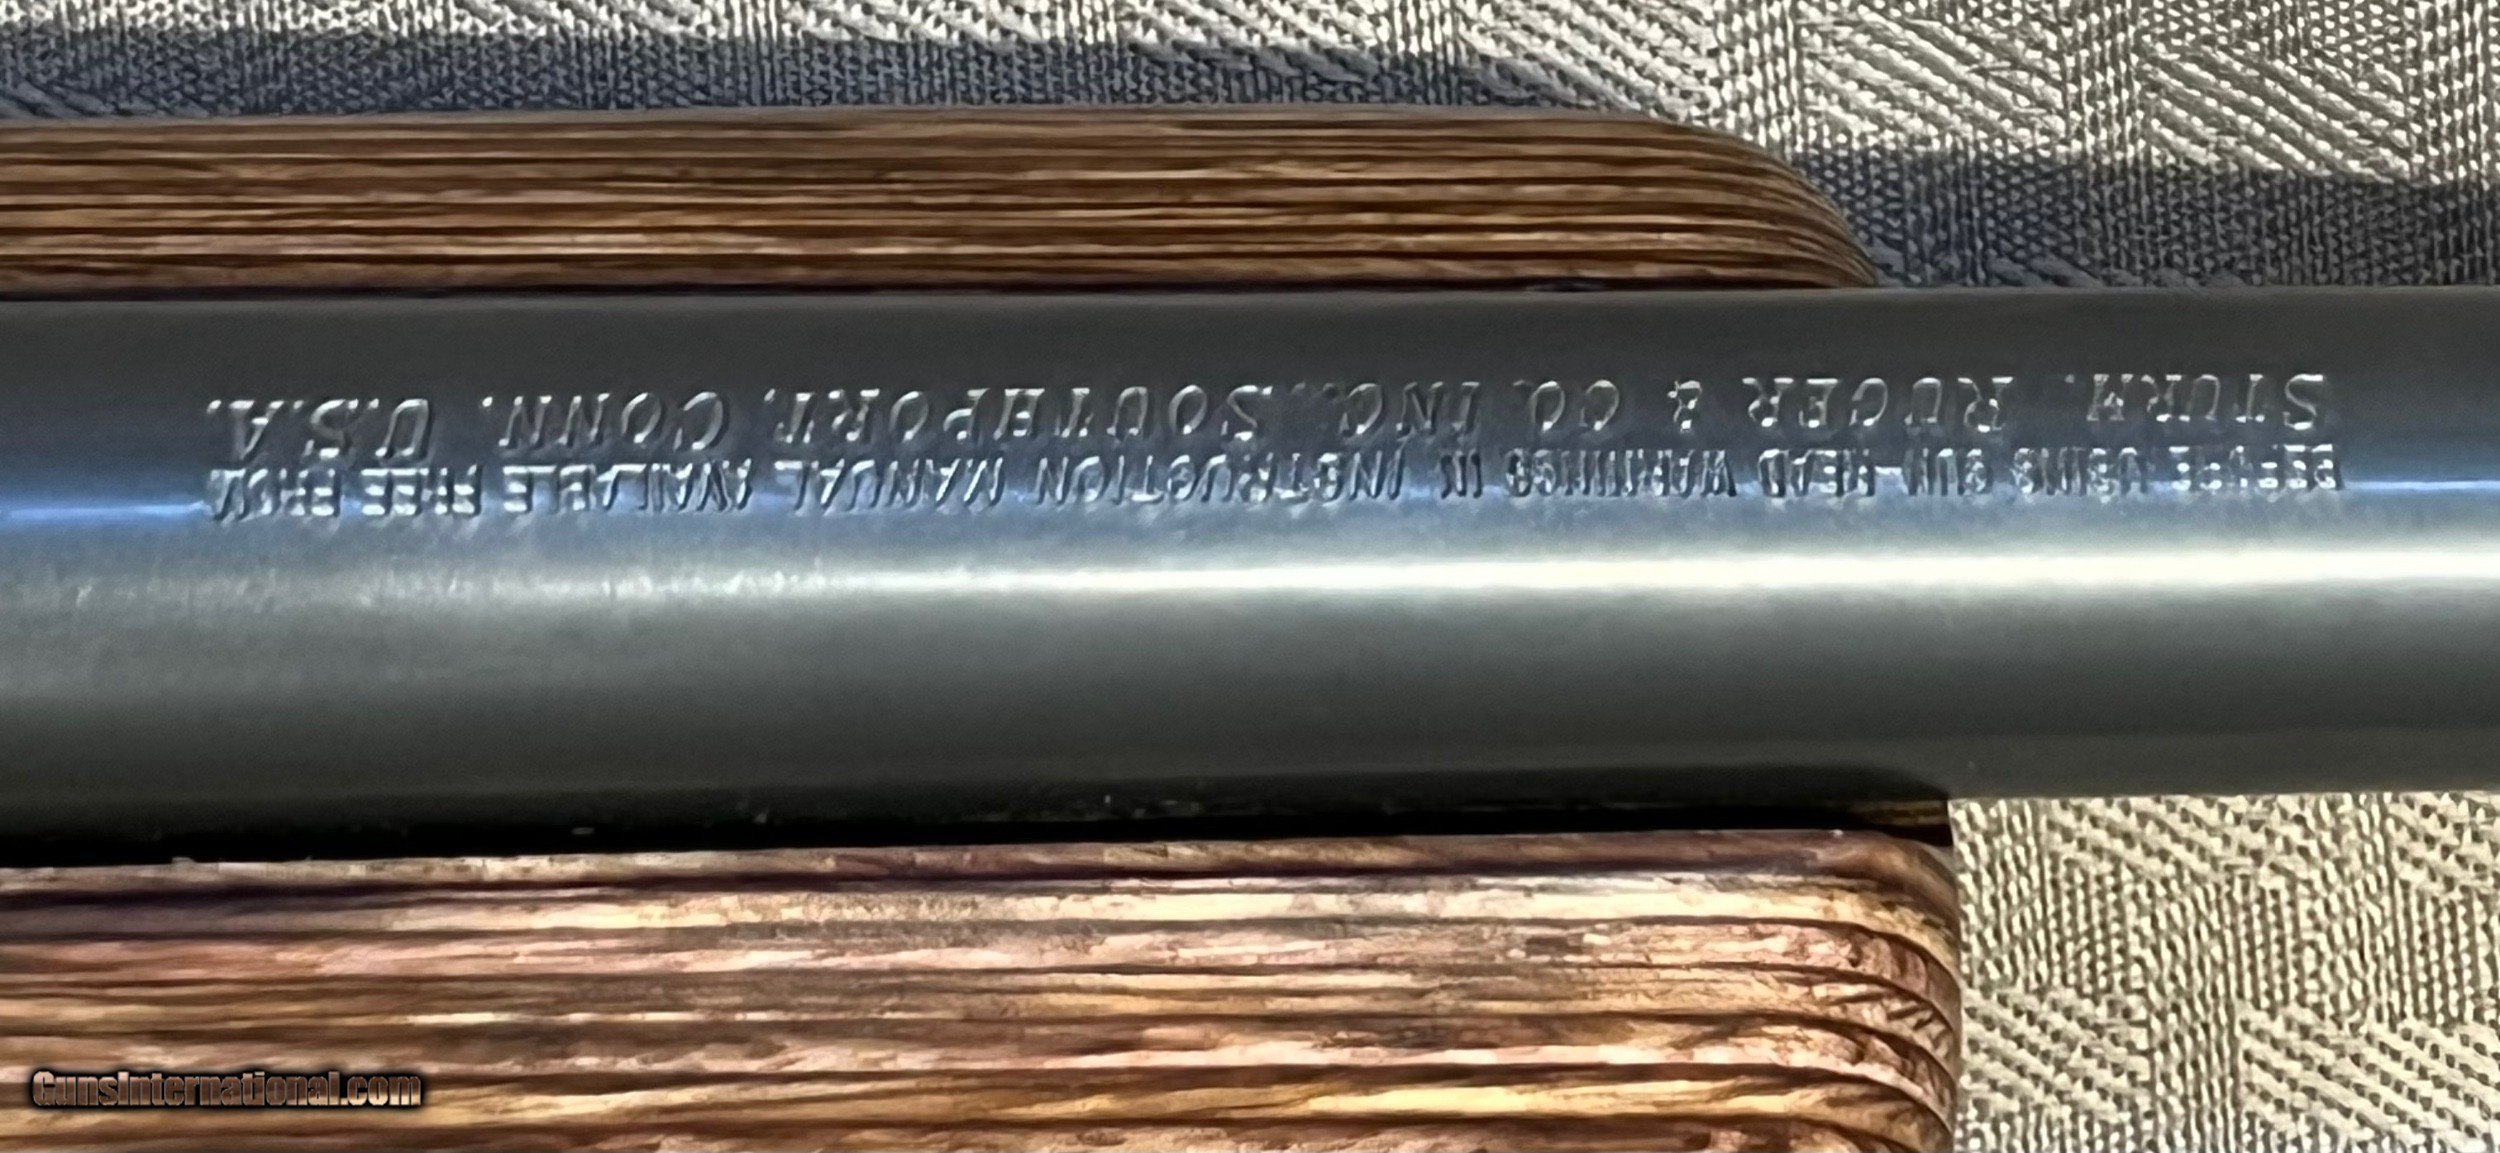 BEFORE USING GUN—READ WARNINGS IN INSTRUCTION MANUAL AVAILABLE FREE FROM
STURM, RUGER & CO. INC., SOUTHPORT, CONN. U.S.A.
GunsInternational.com